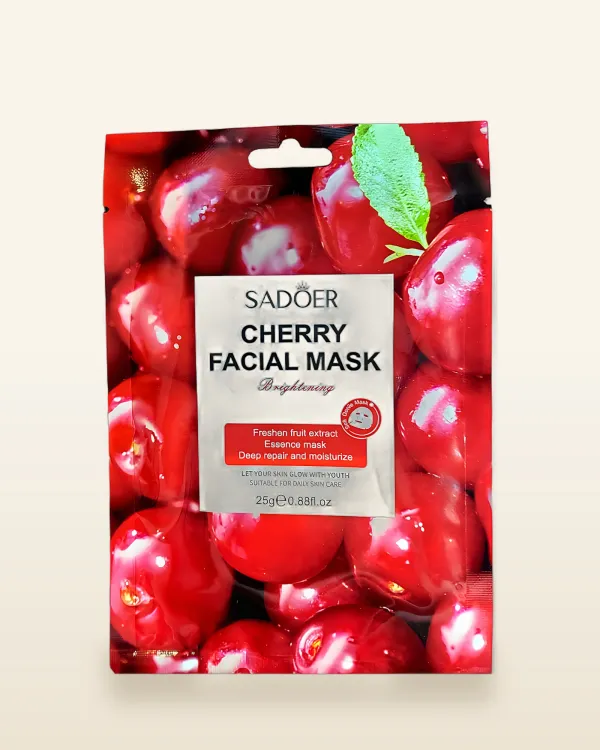 SADOER
CHERRY
FACIAL MASK
Brightening
Mask
Freshen fruit extract
Essence mask
Deep repair and moisturize
LET YOUR SKIN GLOW WITH YOUTH
SUITABLE FOR DAILY SKIN CARE
25g℮0.88fl.oz